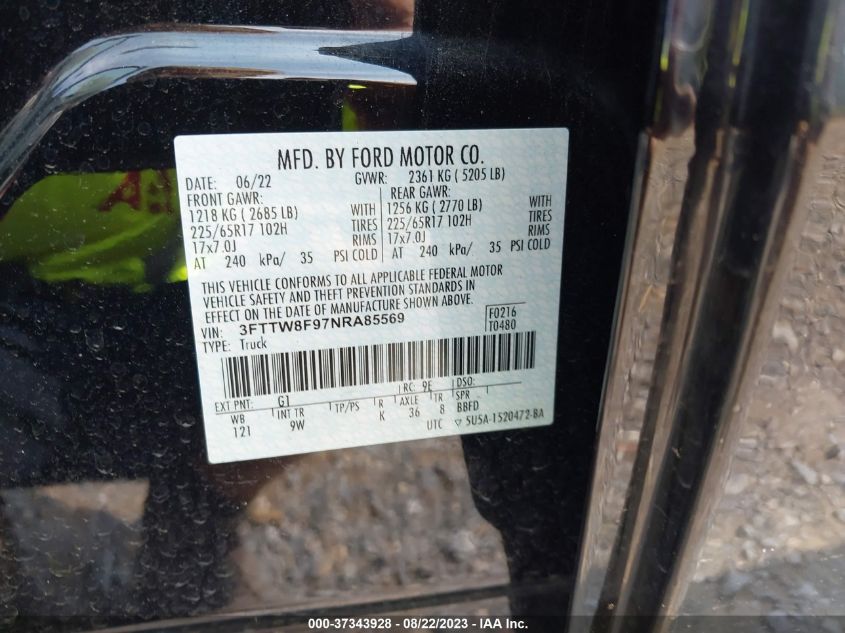 MFD. BY FORD MOTOR CO.
DATE: 06/22 GVWR: 2361 KG ( 5205 LB)
FRONT GAWR: REAR GAWR:
1218 KG ( 2685 LB) WITH 1256 KG ( 2770 LB) WITH
225/65R17 102H TIRES 225/65R17 102H TIRES
17x7.0J RIMS 17x7.0J RIMS
AT 240 kPa/ 35 PSI COLD AT 240 kPa/ 35 PSI COLD
THIS VEHICLE CONFORMS TO ALL APPLICABLE FEDERAL MOTOR
VEHICLE SAFETY AND THEFT PREVENTION STANDARDS IN
EFFECT ON THE DATE OF MANUFACTURE SHOWN ABOVE.
VIN: 3FTTW8F97NRA85569 F0216
TYPE: Truck T0480
EXT PNT: G1 RC: 9E DSO:
WB INT TR TP/PS R AXLE TR SPR
121 9W K 36 8 BBFD
UTC ▽ 5U5A-1520472-BA
000-37343928 - 08/22/2023 - IAA Inc.